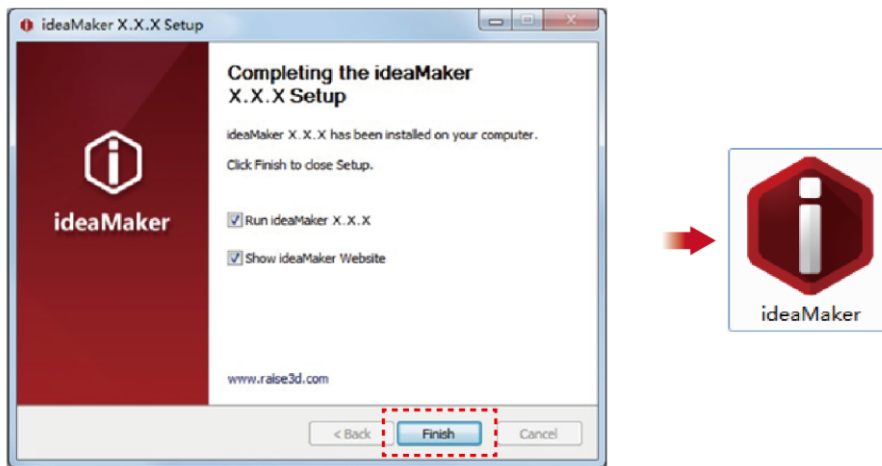 ideaMaker X.X.X Setup
Completing the ideaMaker
X.X.X Setup
ideaMaker X.X.X has been installed on your computer.
Click Finish to close Setup.
ideaMaker
Run ideaMaker X.X.X
Show ideaMaker Website
www.raise3d.com
< Back
Finish
Cancel
ideaMaker